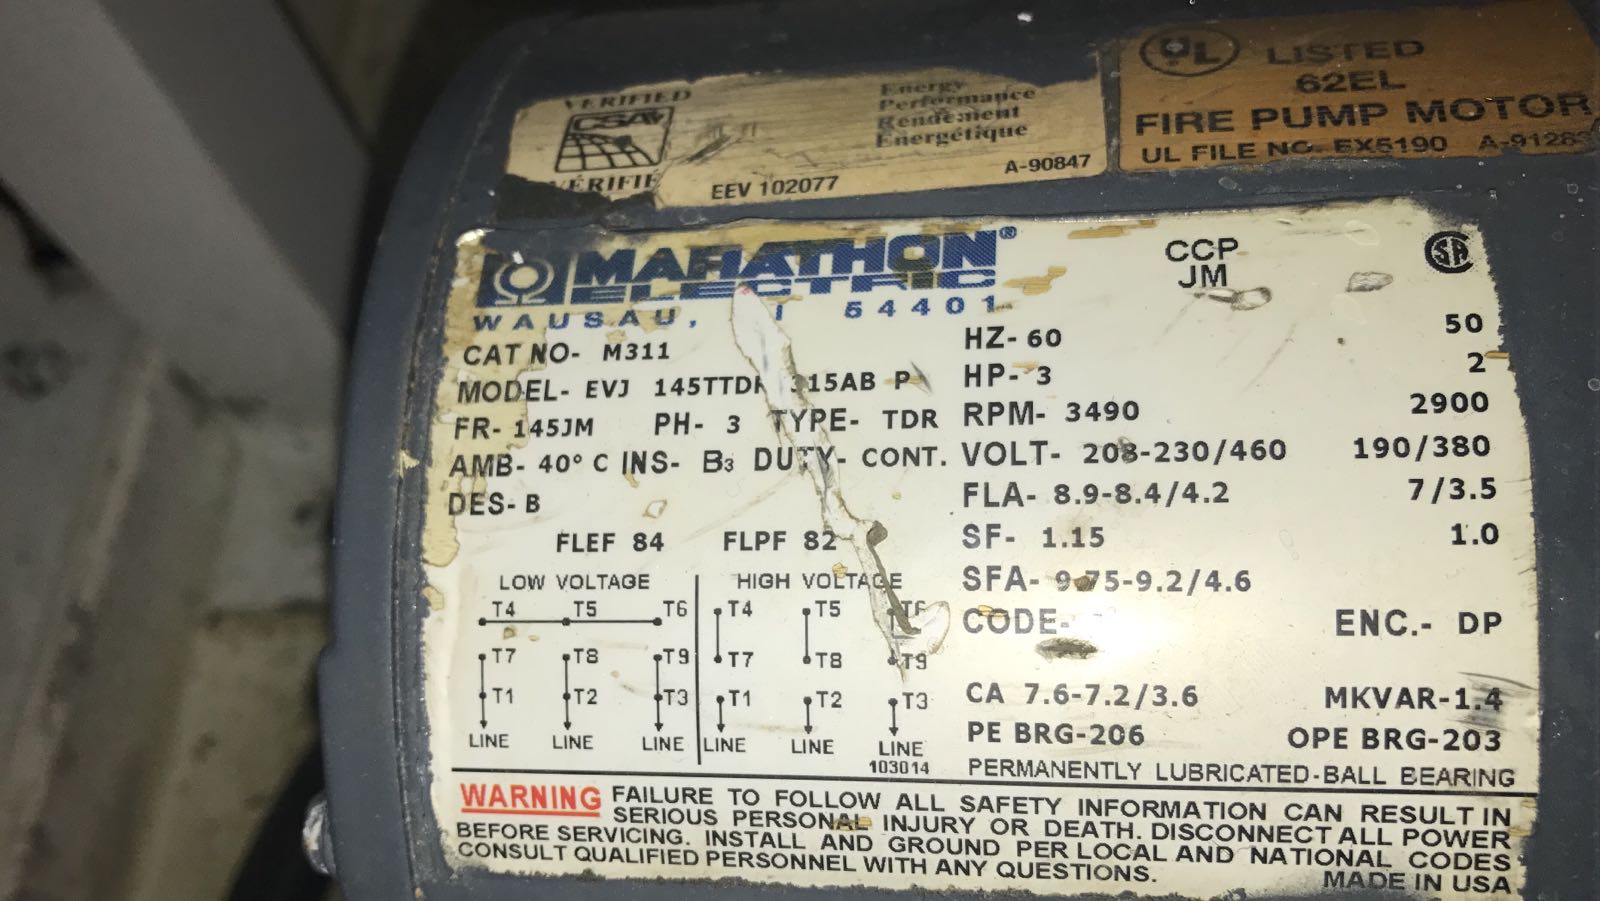 VERIFIED
CSA
VÉRIFIÉ
Energy
Performance
Rendement
Energétique
EEV 102077
A-90847
UL LISTED
62EL
FIRE PUMP MOTOR
UL FILE NO. EX5190 A-9128
MARATHON®
ELECTRIC
WAUSAU, 54401
CCP
JM
CAT NO- M311
MODEL- EVJ 145TTD 315AB P
FR- 145JM PH- 3 TYPE- TDR
AMB- 40° C INS- B3 DUTY- CONT.
DES- B
FLEF 84 FLPF 82
HZ- 60 50
HP- 3 2
RPM- 3490 2900
VOLT- 208-230/460 190/380
FLA- 8.9-8.4/4.2 7/3.5
SF- 1.15 1.0
SFA- 9.75-9.2/4.6
CODE- ENC.- DP
CA 7.6-7.2/3.6 MKVAR-1.4
PE BRG-206 OPE BRG-203
PERMANENTLY LUBRICATED-BALL BEARING
LOW VOLTAGE
T4 T5 T6
T7 T8 T9
T1 T2 T3
LINE LINE LINE
HIGH VOLTAGE
T4 T5 T6
T7 T8 T9
T1 T2 T3
LINE LINE LINE
103014
WARNING FAILURE TO FOLLOW ALL SAFETY INFORMATION CAN RESULT IN
SERIOUS PERSONAL INJURY OR DEATH. DISCONNECT ALL POWER
BEFORE SERVICING. INSTALL AND GROUND PER LOCAL AND NATIONAL CODES
CONSULT QUALIFIED PERSONNEL WITH ANY QUESTIONS.
MADE IN USA